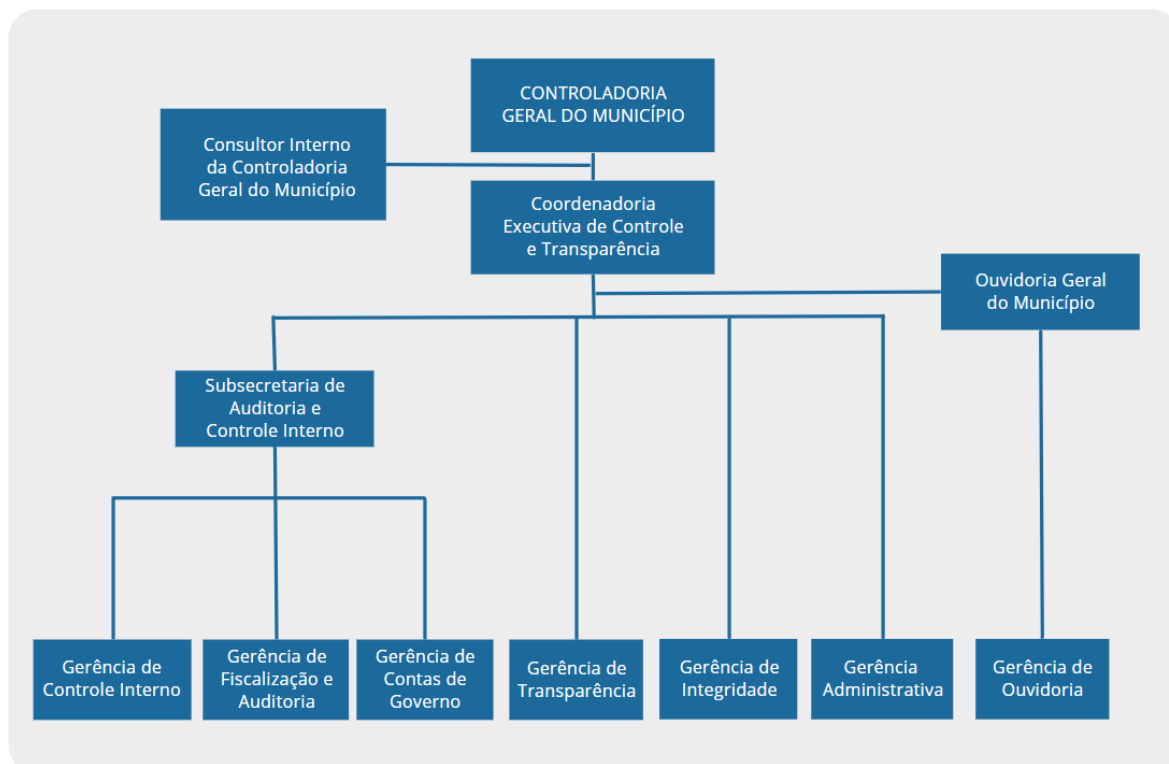 CONTROLADORIA
GERAL DO MUNICÍPIO
Consultor Interno
da Controladoria
Geral do Município
Coordenadoria
Executiva de Controle
e Transparência
Ouvidoria Geral
do Município
Subsecretaria de
Auditoria e
Controle Interno
Gerência de
Controle Interno
Gerência de
Fiscalização e
Auditoria
Gerência de
Contas de
Governo
Gerência de
Transparência
Gerência de
Integridade
Gerência
Administrativa
Gerência de
Ouvidoria